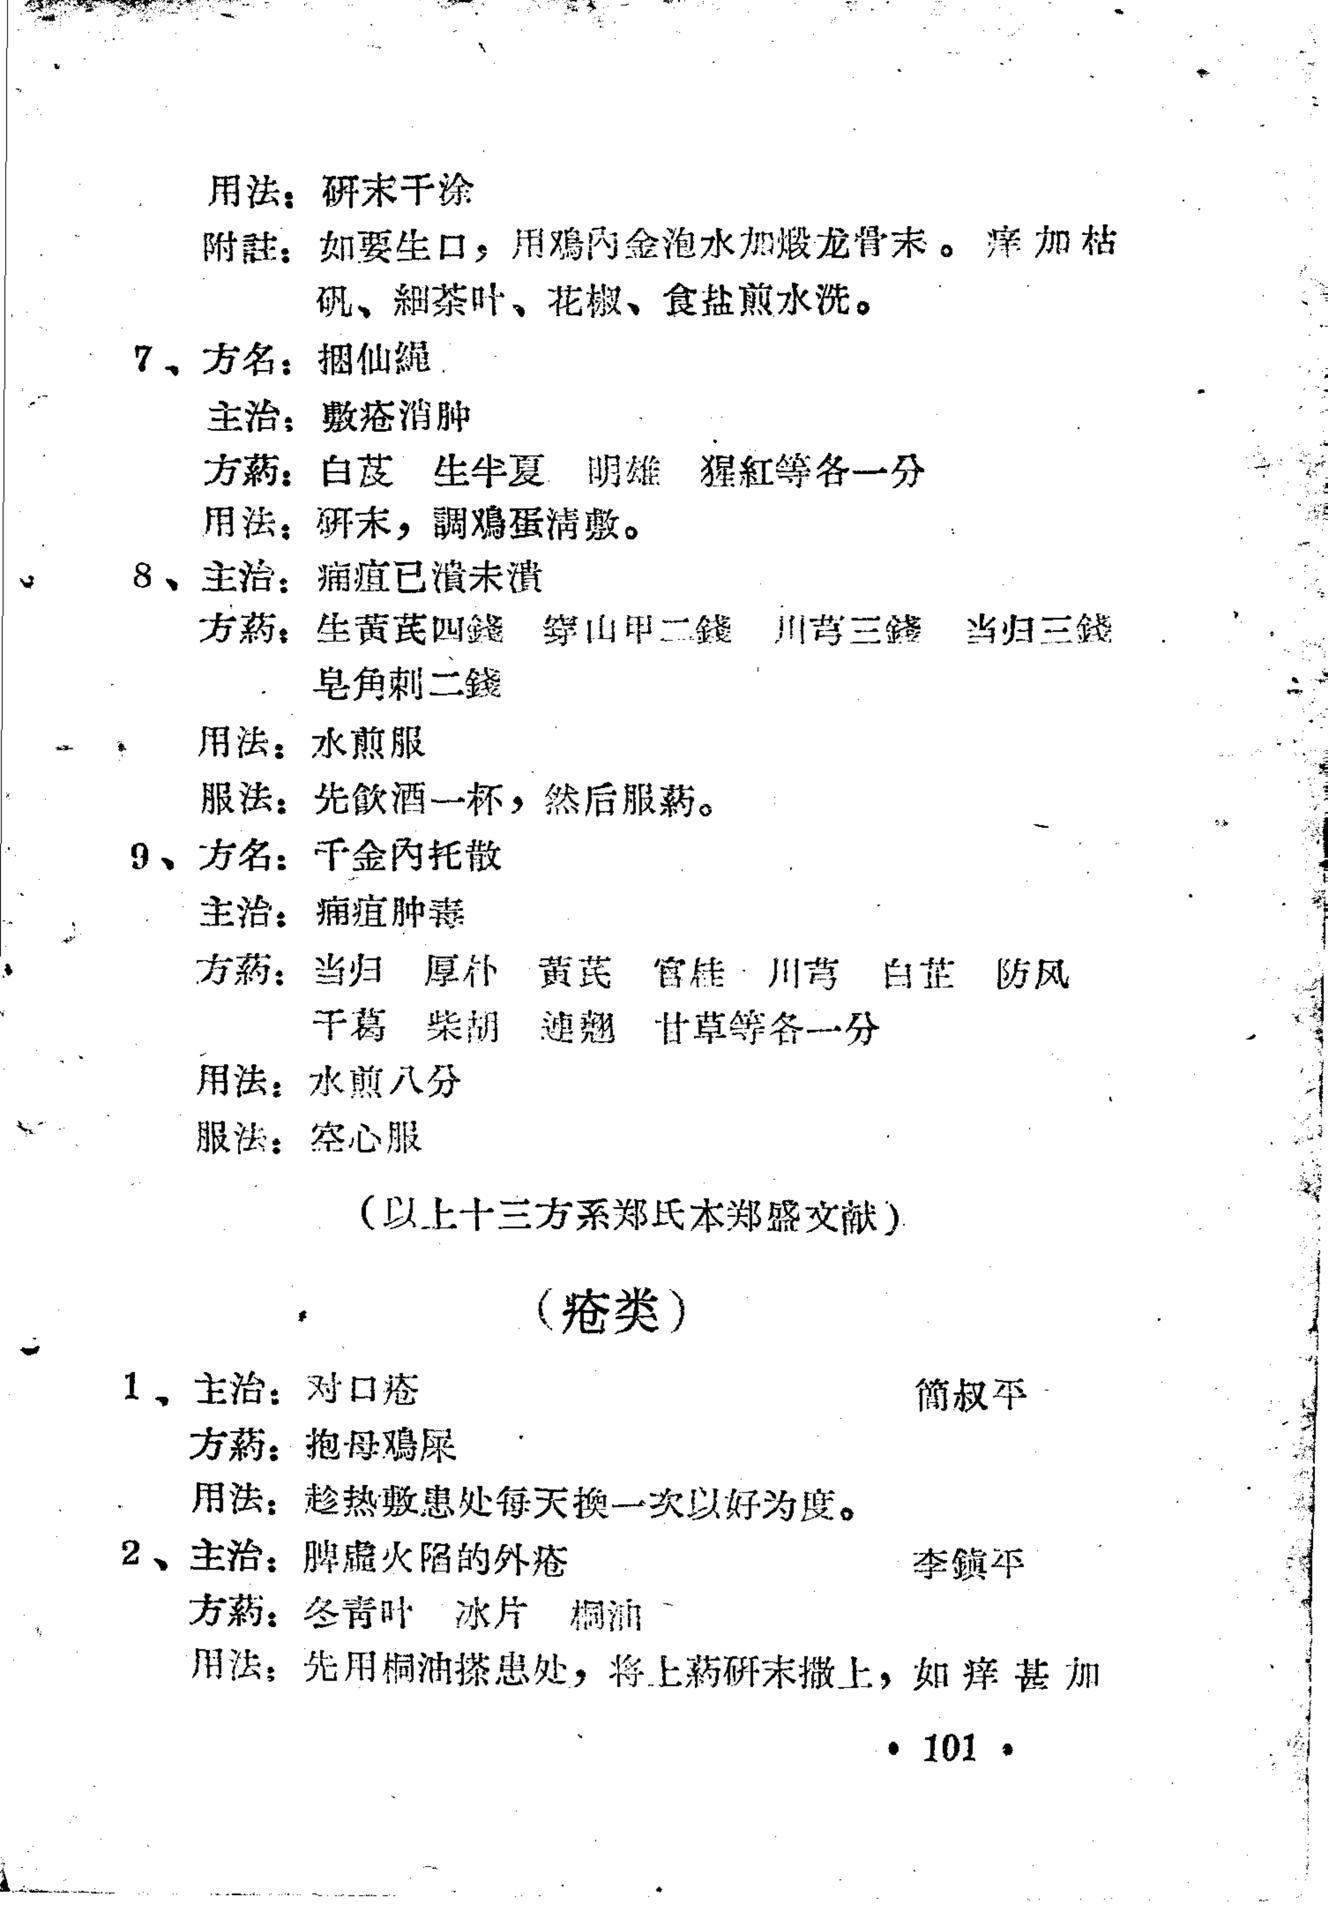 用法：研末干涂
附註：如要生口，用鸡內金泡水加煅龙骨末。痒加枯
矾、細茶叶、花椒、食盐煎水洗。
7、方名：捆仙繩
主治：敷疮消肿
方药：白芨　生半夏　明雄　猩紅等各一分
用法：研末，調鸡蛋淸敷。
8、主治：痈疽已潰未潰
方药：生黃芪四錢　穿山甲二錢　川芎三錢　当归三錢
皂角刺二錢
用法：水煎服
服法：先飮酒一杯，然后服药。
9、方名：千金內托散
主治：痈疽肿毒
方药：当归　厚朴　黃芪　官桂　川芎　白芷　防风
干葛　柴胡　連翘　甘草等各一分
用法：水煎八分
服法：空心服
（以上十三方系郑氏本郑盛文献）
（疮类）
1、主治：对口疮　簡叔平
方药：抱母鸡屎
用法：趁热敷患处每天換一次以好为度。
2、主治：脾虛火陷的外疮　李鎭平
方药：冬靑叶　冰片　桐油
用法：先用桐油搽患处，将上药研末撒上，如痒甚加
• 101 •